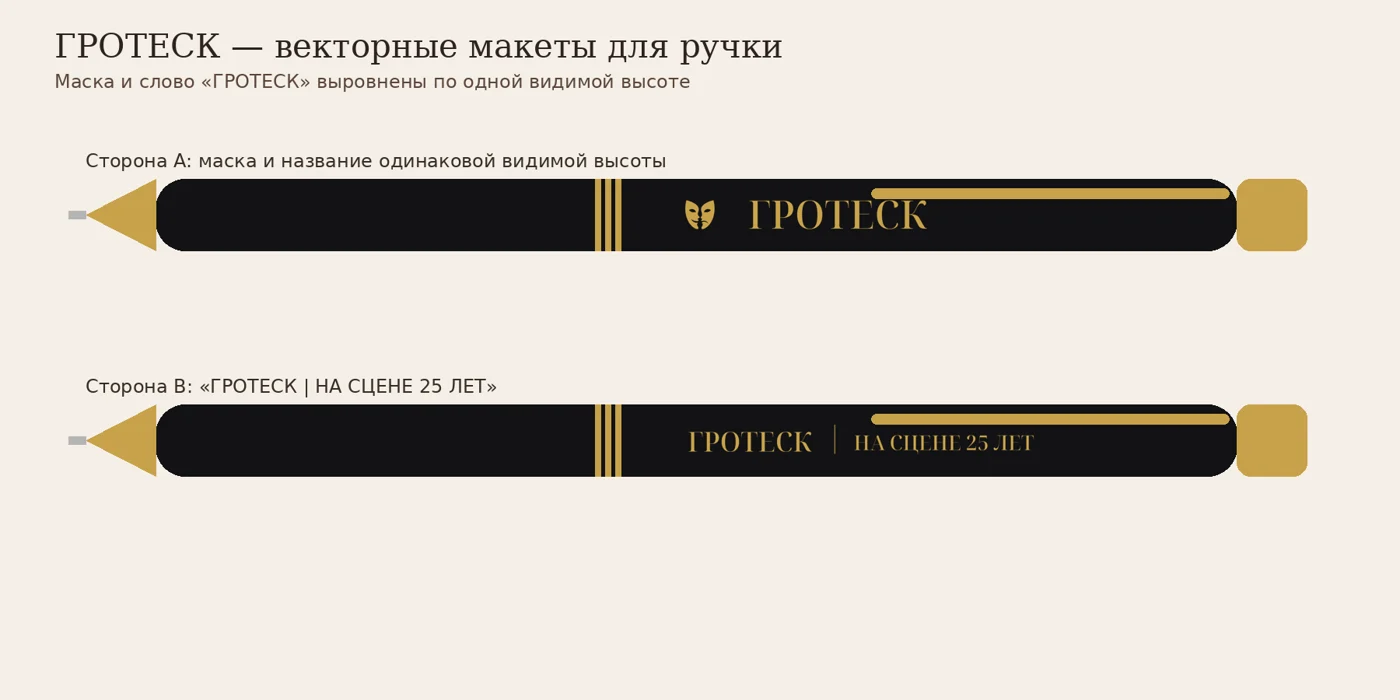 ГРОТЕСК — векторные макеты для ручки
Маска и слово «ГРОТЕСК» выровнены по одной видимой высоте
Сторона A: маска и название одинаковой видимой высоты
ГРОТЕСК
Сторона B: «ГРОТЕСК | НА СЦЕНЕ 25 ЛЕТ»
ГРОТЕСК | НА СЦЕНЕ 25 ЛЕТ